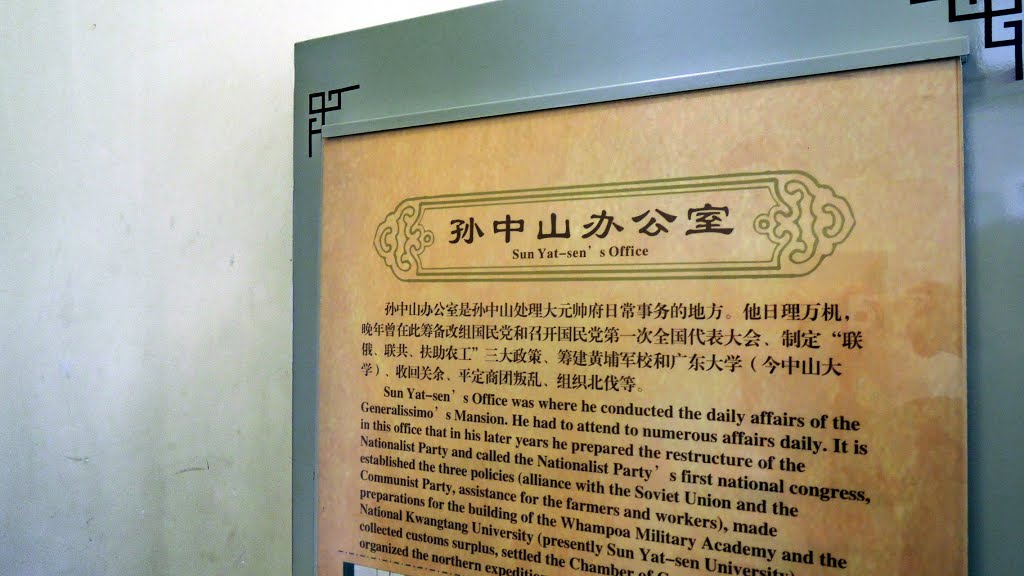 孙中山办公室
Sun Yat-sen’s Office
孙中山办公室是孙中山处理大元帅府日常事务的地方。他日理万机，
晚年曾在此筹备改组国民党和召开国民党第一次全国代表大会、制定“联
俄、联共、扶助农工”三大政策、筹建黄埔军校和广东大学（今中山大
学）、收回关余、平定商团叛乱、组织北伐等。
Sun Yat-sen’s Office was where he conducted the daily affairs of the
Generalissimo’s Mansion. He had to attend to numerous affairs daily. It is
in this office that in his later years he prepared the restructure of the
Nationalist Party and called the Nationalist Party’s first national congress,
established the three policies (alliance with the Soviet Union and the
Communist Party, assistance for the farmers and workers), made
preparations for the building of the Whampoa Military Academy and the
National Kwangtang University (presently Sun Yat-sen University)
collected customs surplus, settled the Chamber of
organized the northern